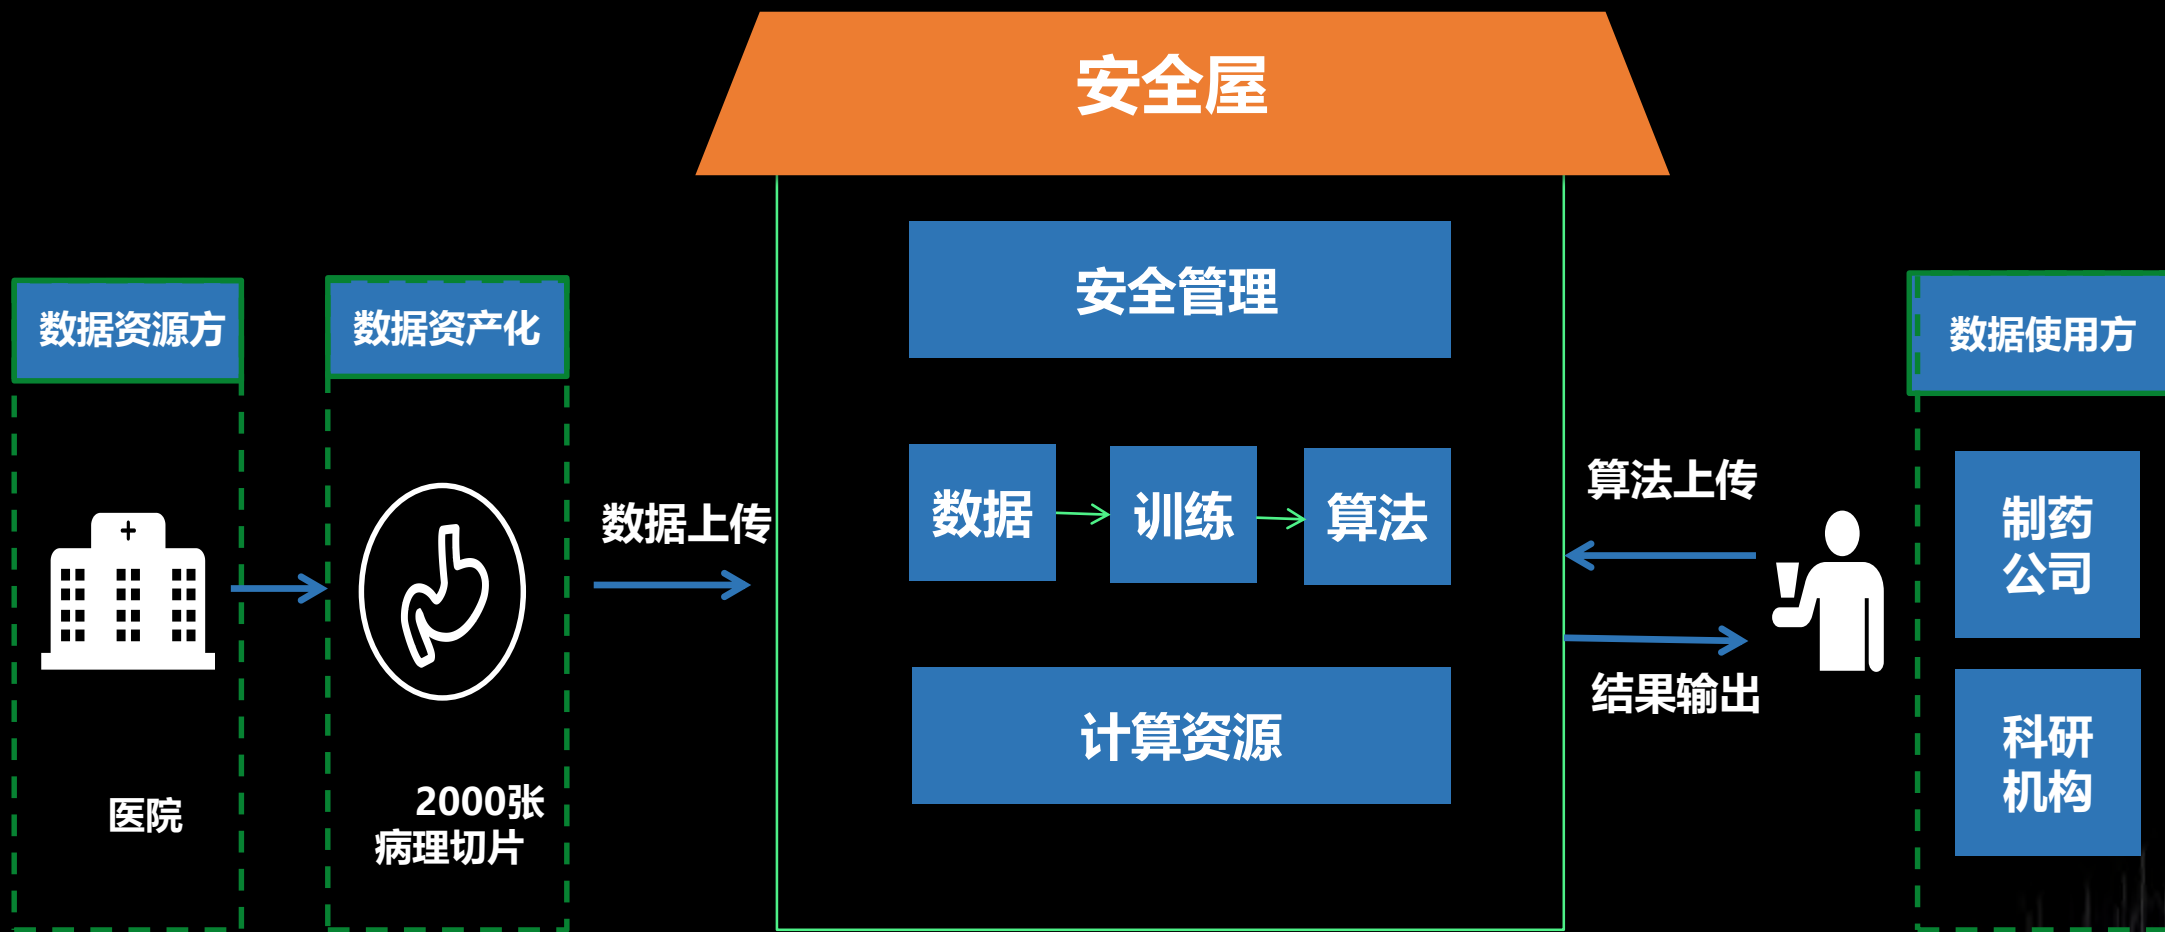 安全屋
安全管理
数据资源方
数据资产化
数据使用方
数据
训练
算法
数据上传
算法上传
制药
公司
结果输出
计算资源
科研
机构
医院
2000张
病理切片